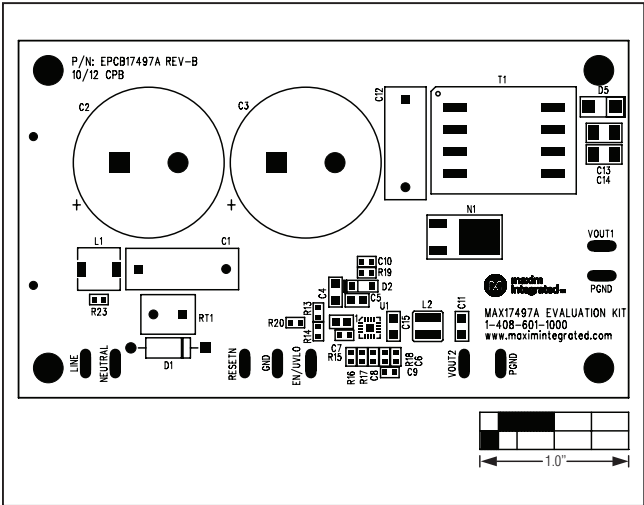 P/N: EPCB17497A REV-B
10/12 CPB
C2
C3
C12
T1
D5
C13
C14
+
+
N1
VOUT1
L1
C1
C10
R19
D2
C4
C5
maxim
integrated™
PGND
R23
RT1
R20
R13
R14
U1
C15
L2
C11
MAX17497A EVALUATION KIT
1-408-601-1000
www.maximintegrated.com
D1
LINE
NEUTRAL
RESETN
GND
EN/UVLO
C7
R15
R16
R17
C8
C9
R18
C6
VOUT2
PGND
1.0"